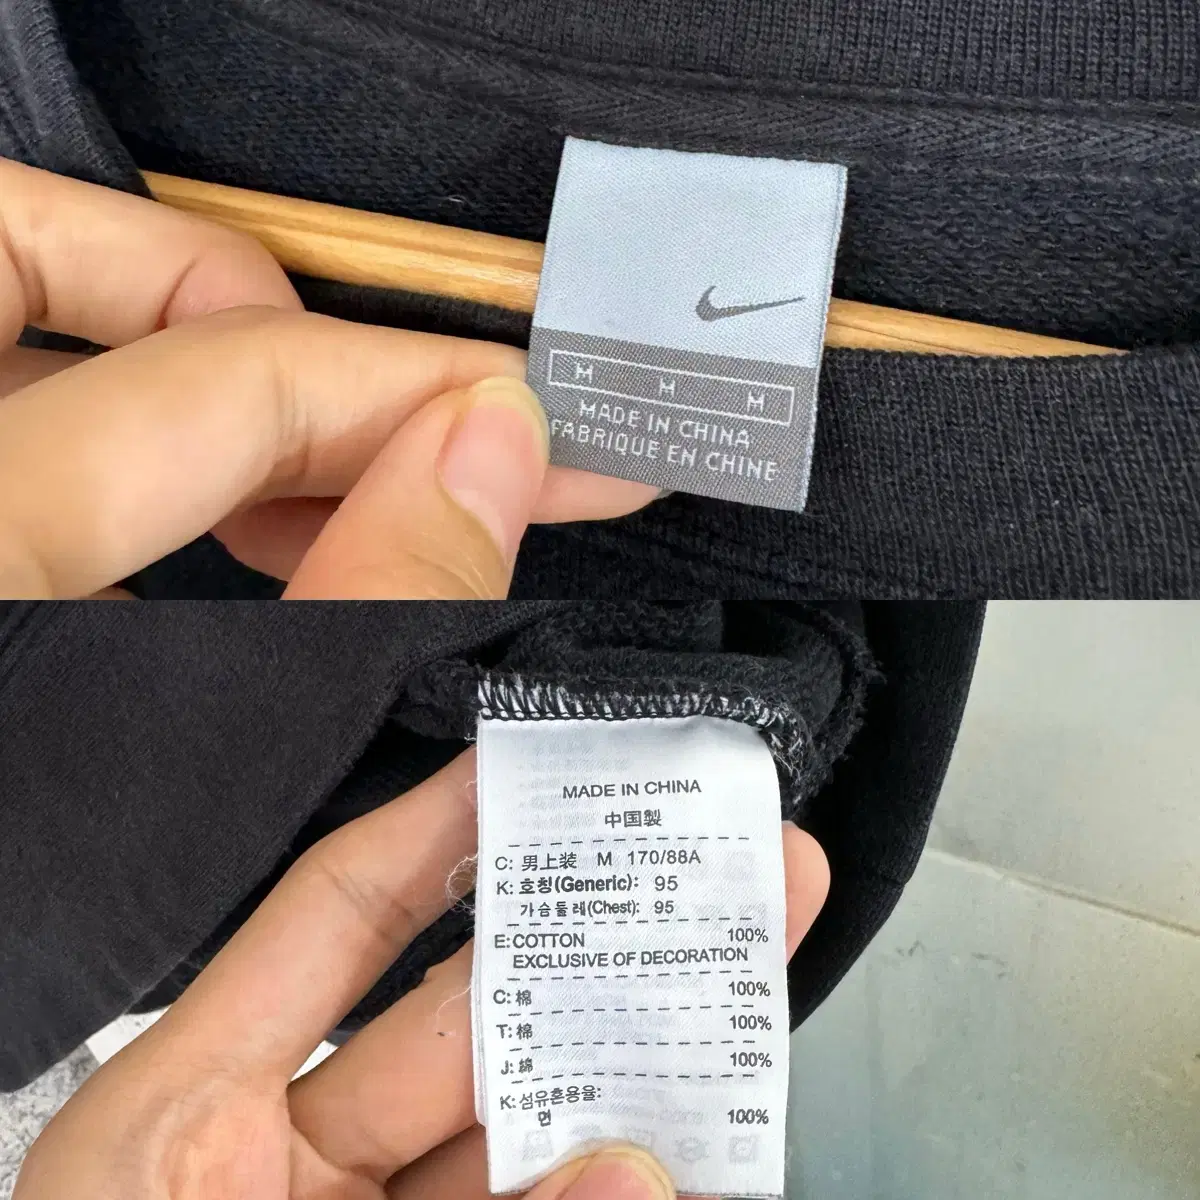 M M M
MADE IN CHINA
FABRIQUE EN CHINE
MADE IN CHINA
中国製
C: 男上装 M 170/88A
K: 호칭(Generic): 95
가슴둘레(Chest): 95
E: COTTON 100%
EXCLUSIVE OF DECORATION
C: 棉 100%
T: 棉 100%
J: 綿 100%
K: 섬유혼용율:
면 100%